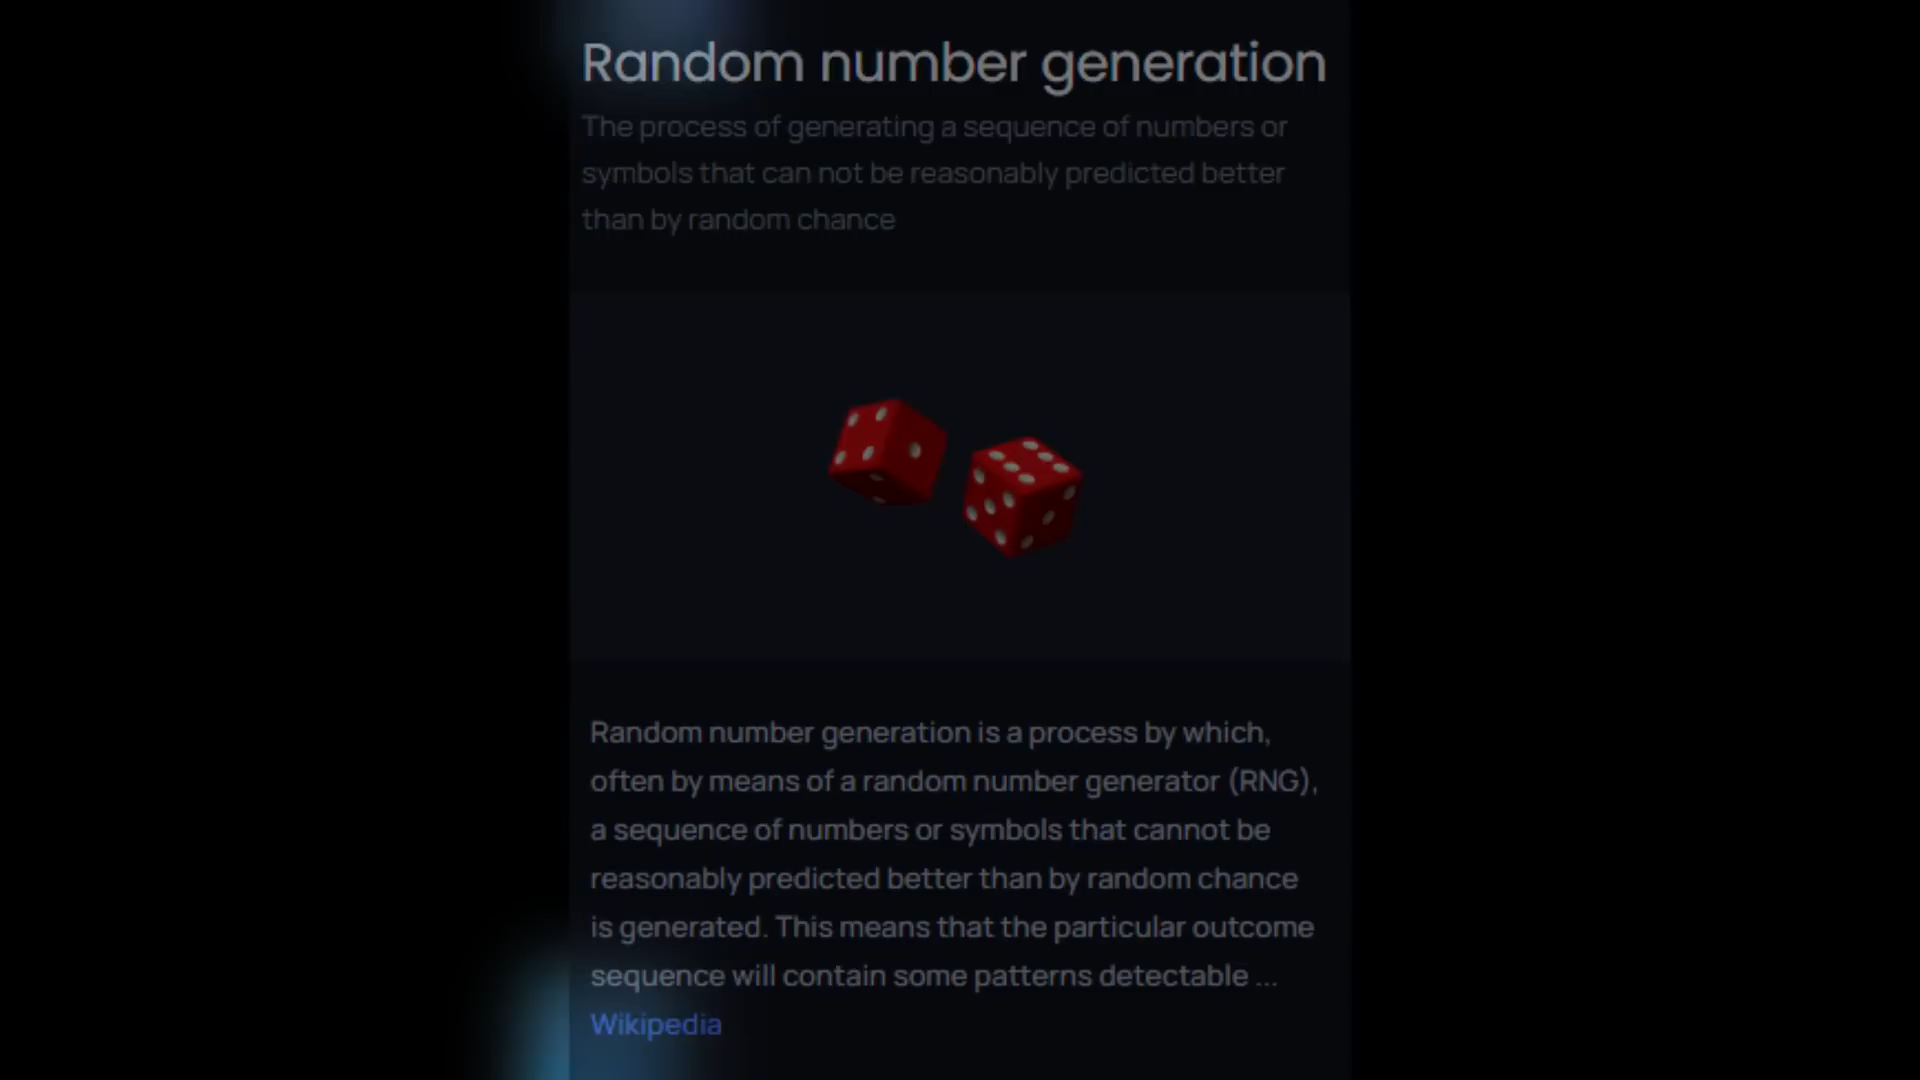 Random number generation
The process of generating a sequence of numbers or
symbols that can not be reasonably predicted better
than by random chance
Random number generation is a process by which,
often by means of a random number generator (RNG),
a sequence of numbers or symbols that cannot be
reasonably predicted better than by random chance
is generated. This means that the particular outcome
sequence will contain some patterns detectable ...
Wikipedia